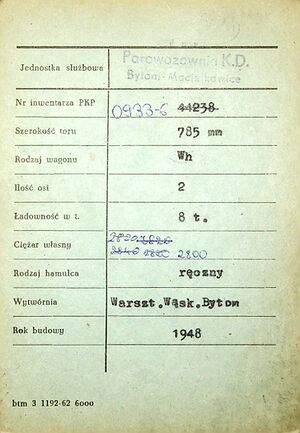 Parowozownia K.D.
Jednostka służbowa
Bytom-Maciejkowice
Nr inwentarza PKP 0933-6 44238
Szerokość toru 785 mm
Rodzaj wagonu Wh
Ilość osi 2
Ładowność w t. 8 t.
Ciężar własny
2840 2800
Rodzaj hamulca ręczny
Wytwórnia Warszt.Wąsk.Bytom
Rok budowy 1948
btm 3 1192-62 6000